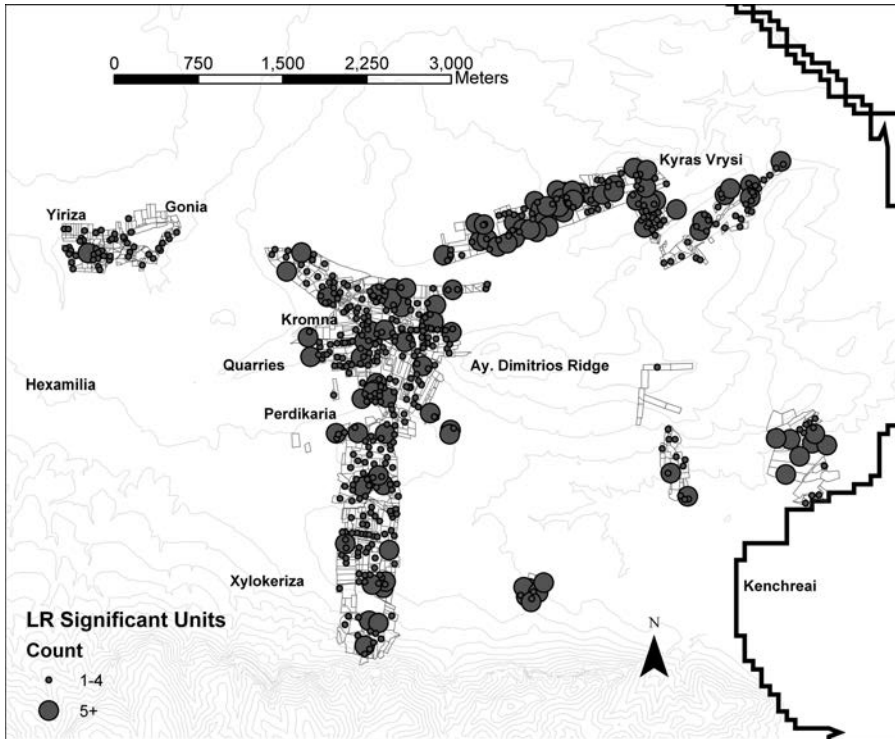 0 750 1,500 2,250 3,000
Meters
Kyras Vrysi
Yiriza
Gonia
Kromna
Quarries
Ay. Dimitrios Ridge
Hexamilia
Perdikaria
Xylokeriza
Kenchreai
N
LR Significant Units
Count
1-4
5+